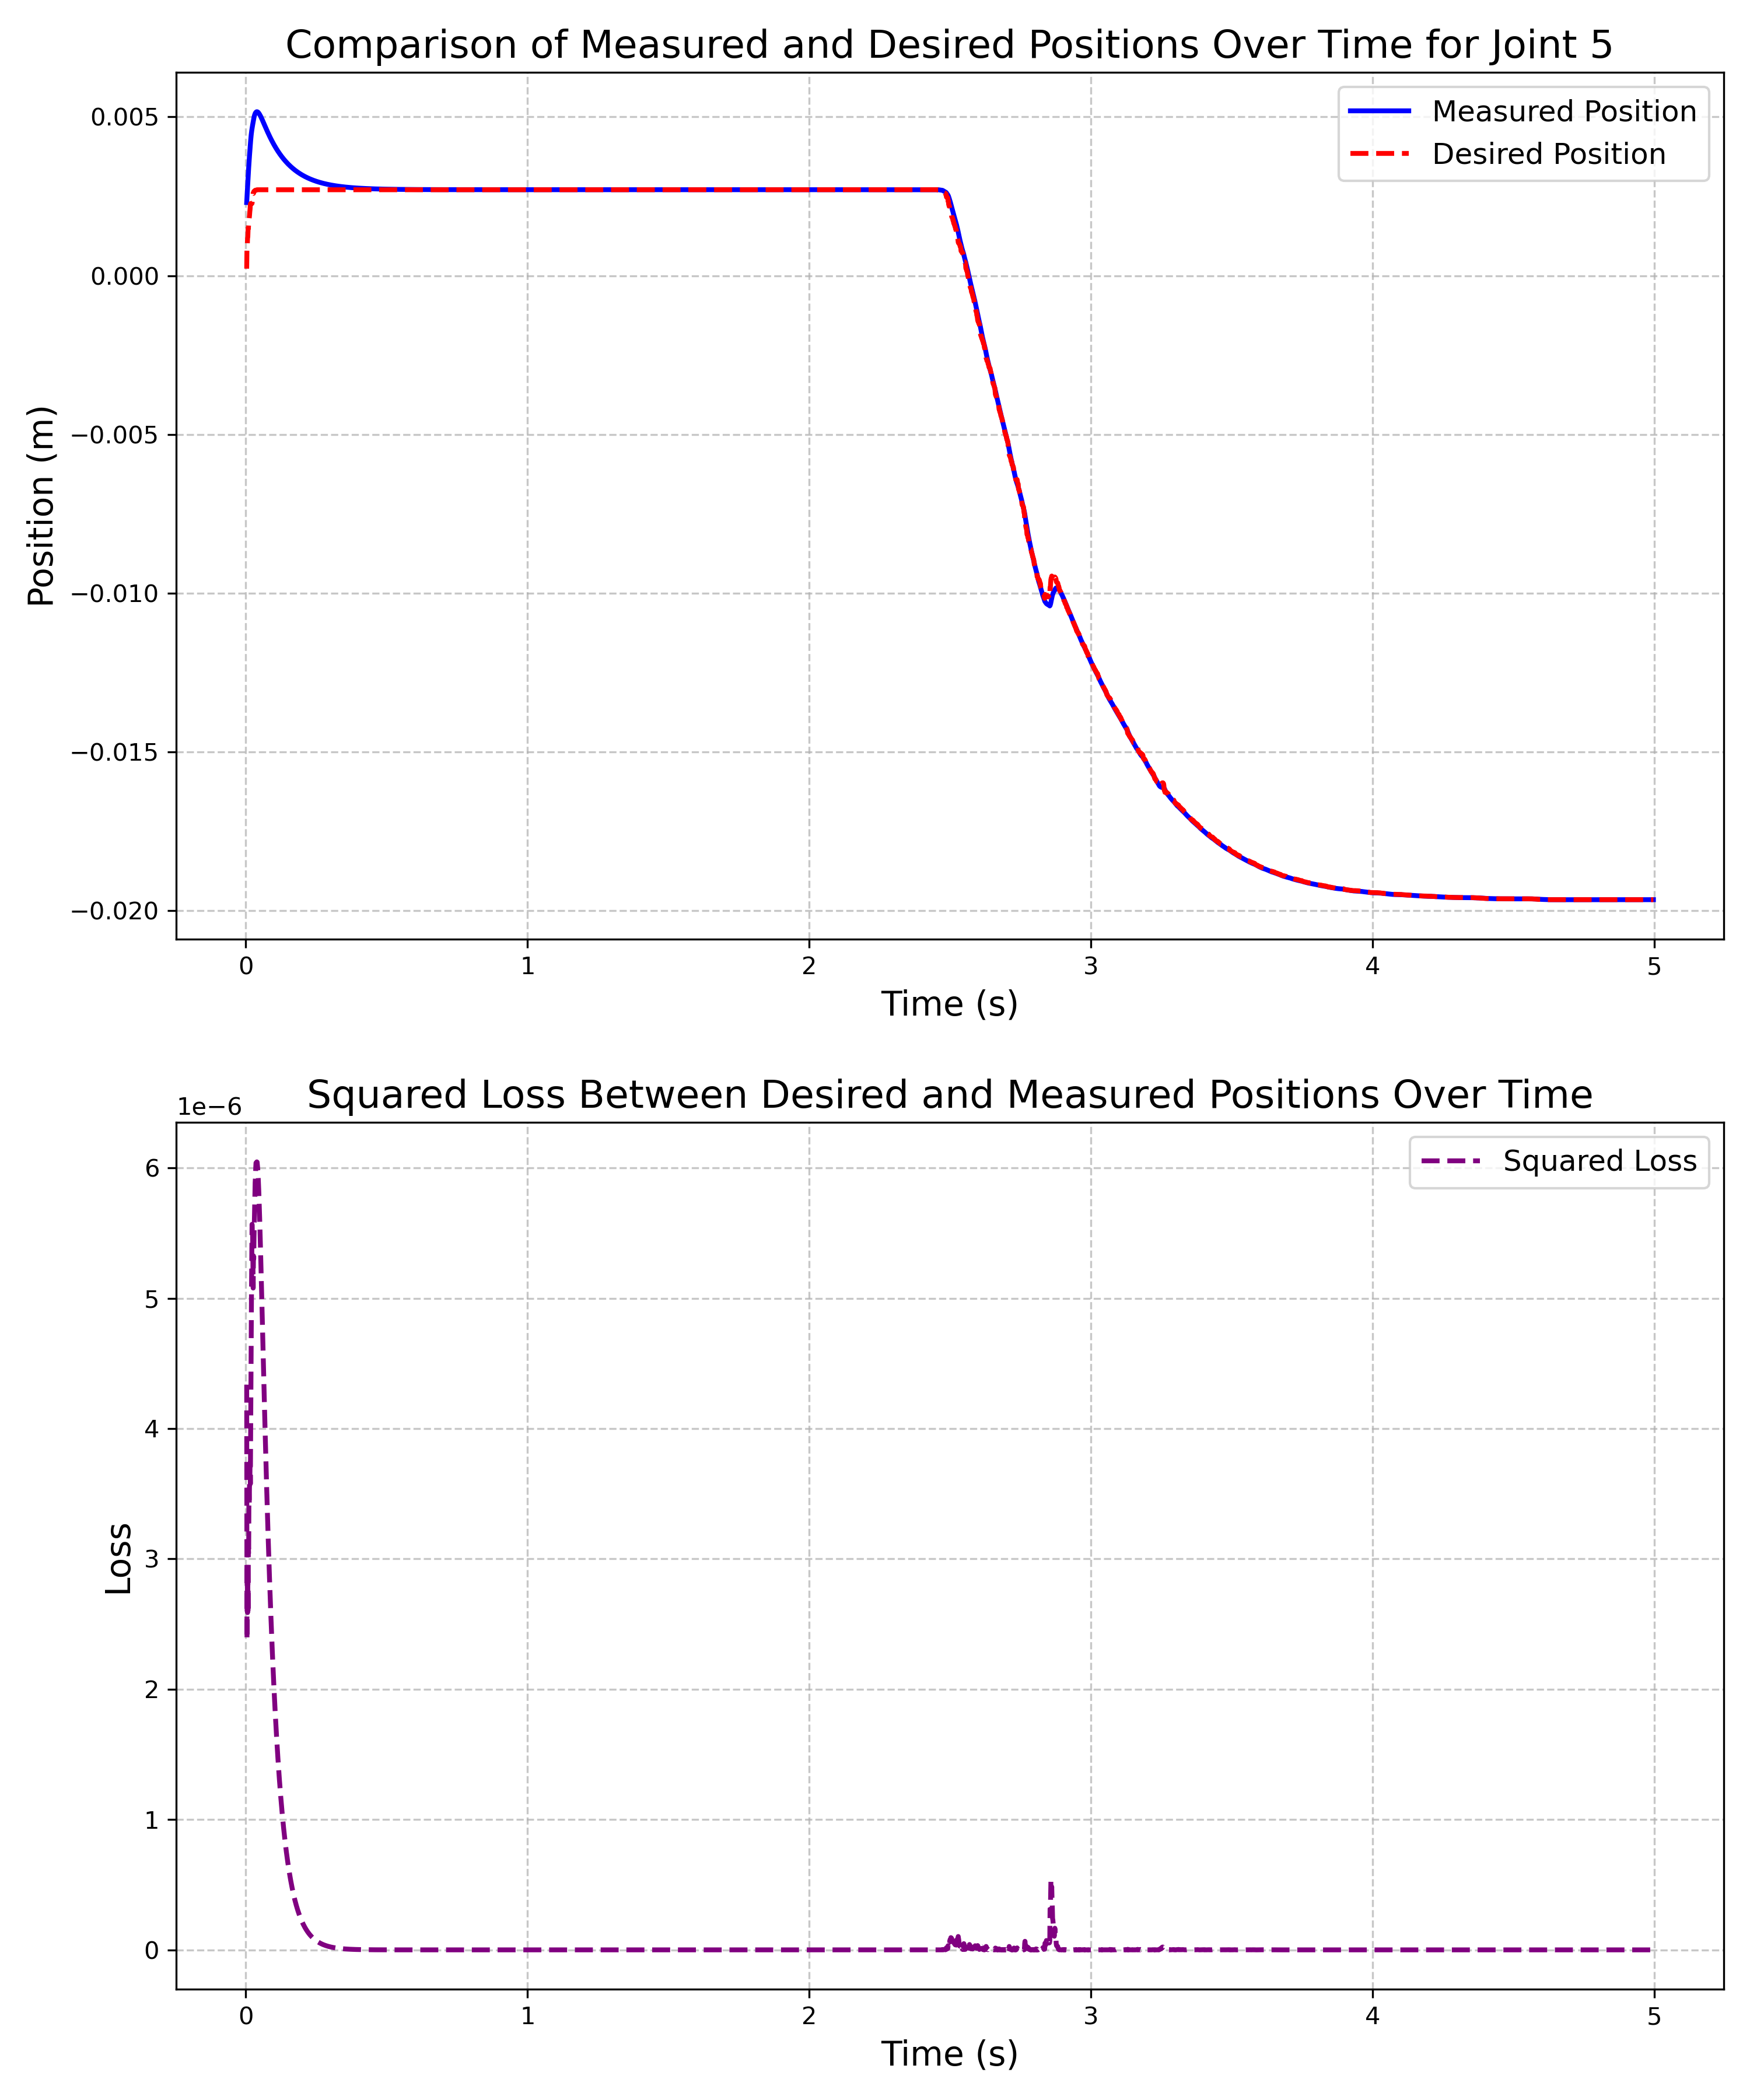 Comparison of Measured and Desired Positions Over Time for Joint 5
Measured Position
Desired Position
0.005
0.000
−0.005
−0.010
−0.015
−0.020
Position (m)
0 1 2 3 4 5
Time (s)
Squared Loss Between Desired and Measured Positions Over Time
1e−6
Squared Loss
6
5
4
3
2
1
0
Loss
0 1 2 3 4 5
Time (s)